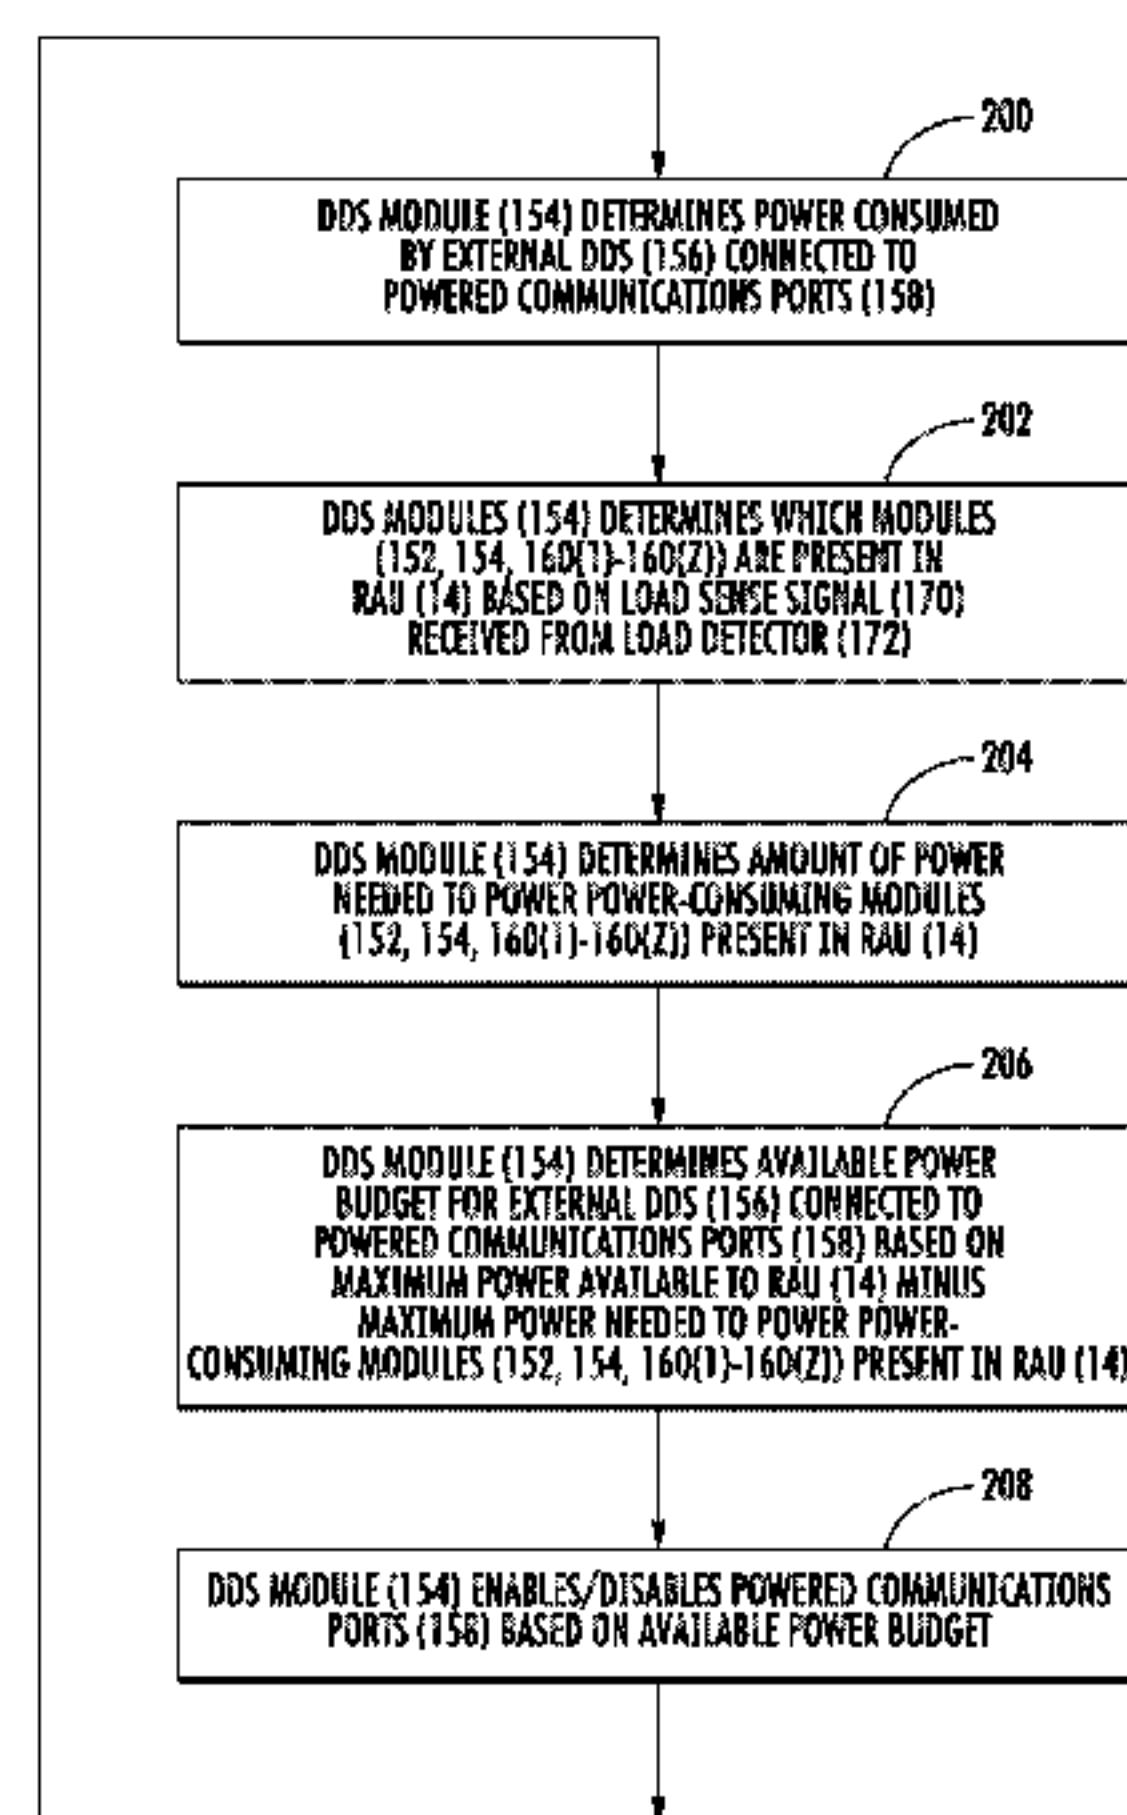 200
DDS MODULE (154) DETERMINES POWER CONSUMED
BY EXTERNAL DDS (156) CONNECTED TO
POWERED COMMUNICATIONS PORTS (158)
202
DDS MODULES (154) DETERMINES WHICH MODULES
(152, 154, 160(1)-160(Z)) ARE PRESENT IN
RAU (14) BASED ON LOAD SENSE SIGNAL (170)
RECEIVED FROM LOAD DETECTOR (172)
204
DDS MODULE (154) DETERMINES AMOUNT OF POWER
NEEDED TO POWER POWER-CONSUMING MODULES
(152, 154, 160(1)-160(Z)) PRESENT IN RAU (14)
206
DDS MODULE (154) DETERMINES AVAILABLE POWER
BUDGET FOR EXTERNAL DDS (156) CONNECTED TO
POWERED COMMUNICATIONS PORTS (158) BASED ON
MAXIMUM POWER AVAILABLE TO RAU (14) MINUS
MAXIMUM POWER NEEDED TO POWER POWER-
CONSUMING MODULES (152, 154, 160(1)-160(Z)) PRESENT IN RAU (14)
208
DDS MODULE (154) ENABLES/DISABLES POWERED COMMUNICATIONS
PORTS (158) BASED ON AVAILABLE POWER BUDGET